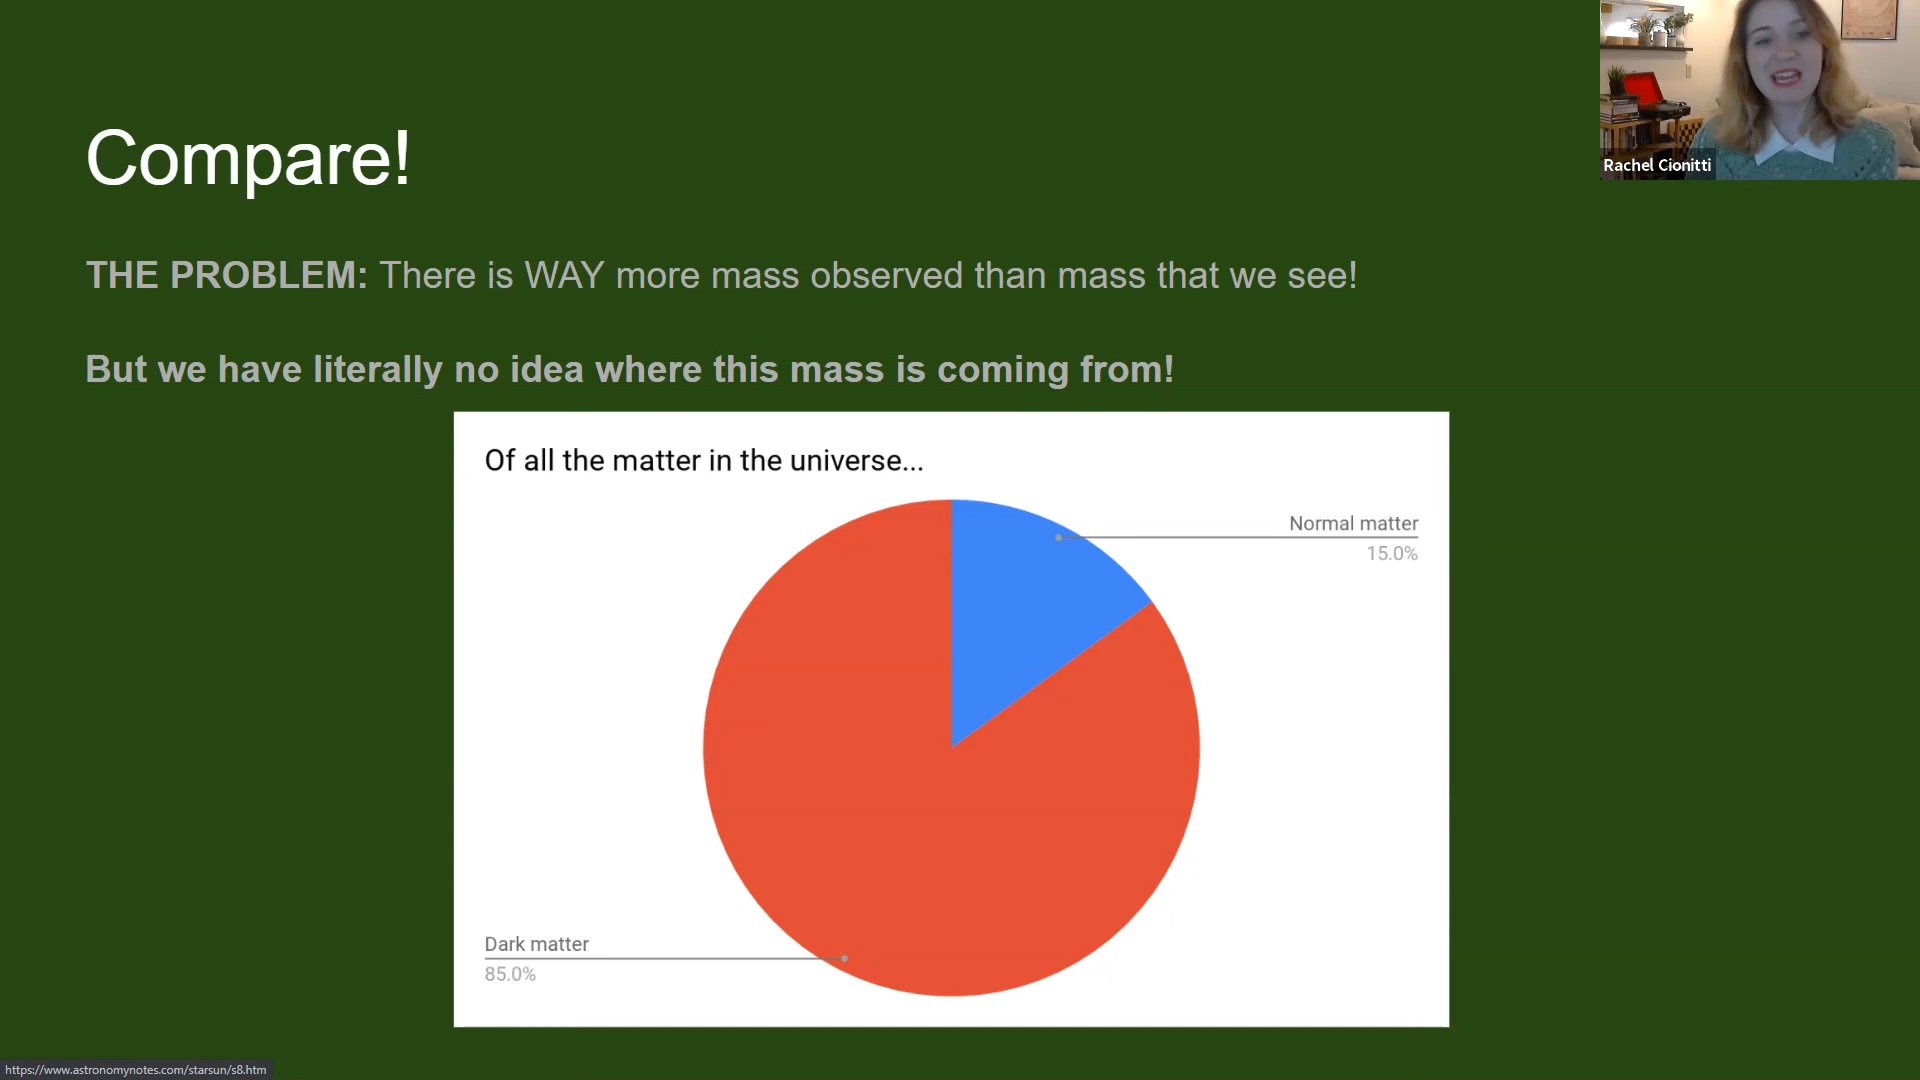 Compare!
Rachel Cionitti
THE PROBLEM: There is WAY more mass observed than mass that we see!
But we have literally no idea where this mass is coming from!
Of all the matter in the universe...
Normal matter
15.0%
Dark matter
85.0%
https://www.astronomynotes.com/starsun/s8.htm